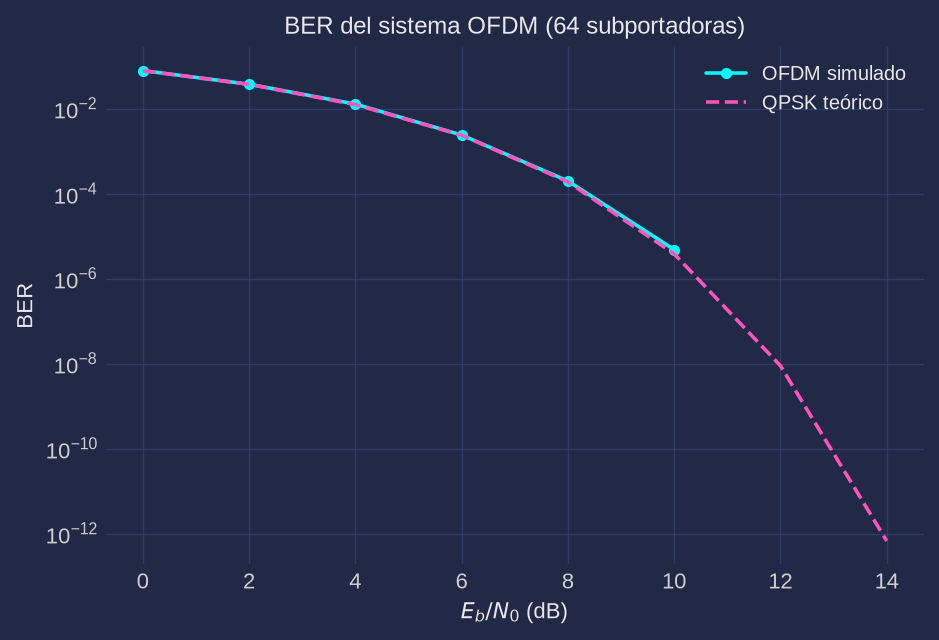 BER del sistema OFDM (64 subportadoras)
OFDM simulado
QPSK teórico
BER
10⁻²
10⁻⁴
10⁻⁶
10⁻⁸
10⁻¹⁰
10⁻¹²
0 2 4 6 8 10 12 14
E_b/N_0 (dB)